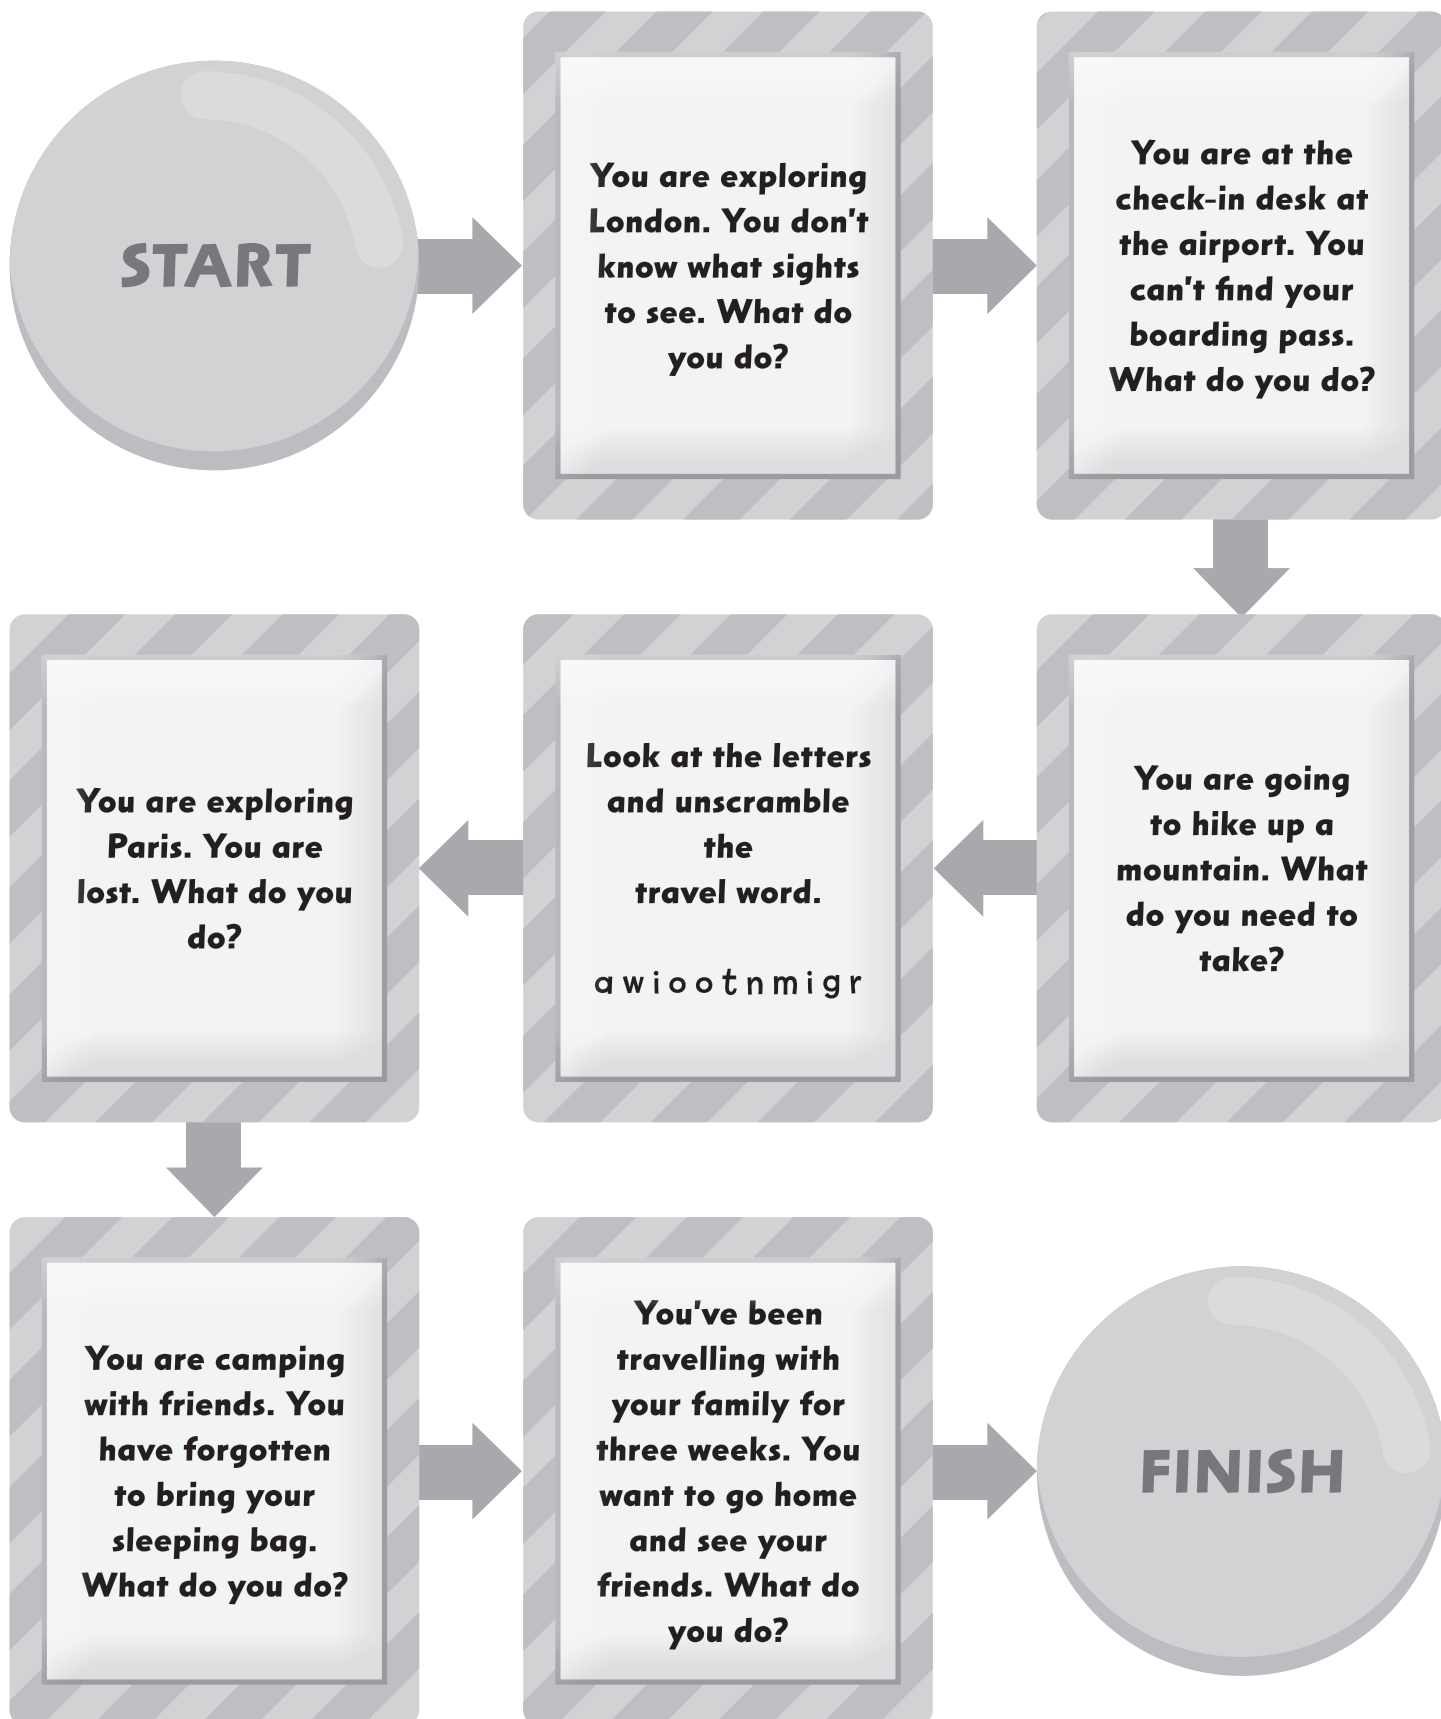 START
You are exploring
London. You don't
know what sights
to see. What do
you do?
You are at the
check-in desk at
the airport. You
can't find your
boarding pass.
What do you do?
You are going
to hike up a
mountain. What
do you need to
take?
Look at the letters
and unscramble
the
travel word.
a w i o o t n m i g r
You are exploring
Paris. You are
lost. What do you
do?
You are camping
with friends. You
have forgotten
to bring your
sleeping bag.
What do you do?
You've been
travelling with
your family for
three weeks. You
want to go home
and see your
friends. What do
you do?
FINISH